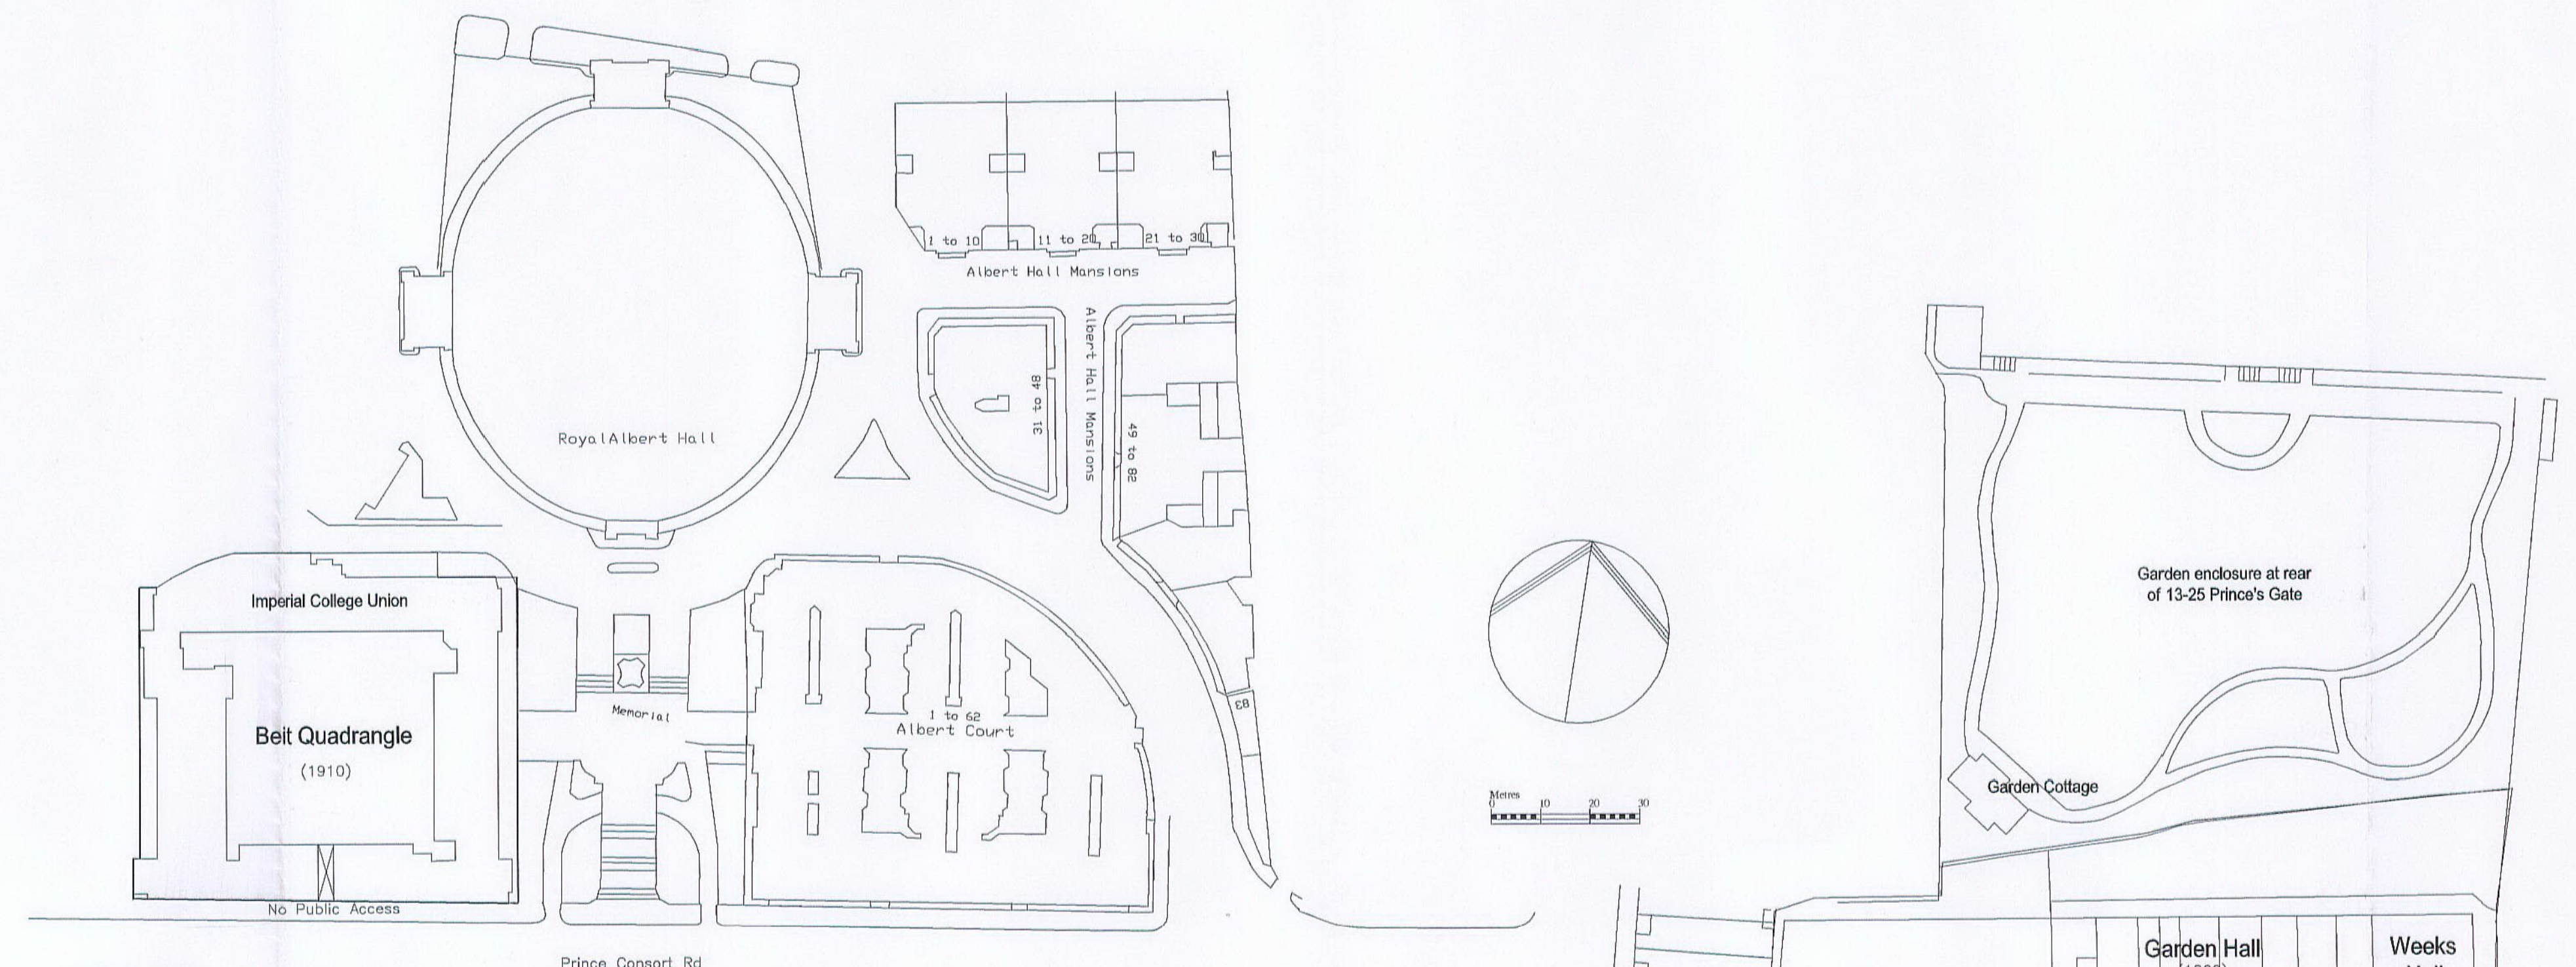 1 to 10
11 to 20
21 to 30
Albert Hall Mansions
Albert Hall Mansions
31 to 48
49 to 82
RoyalAlbert Hall
Imperial College Union
Beit Quadrangle
(1910)
No Public Access
Memorial
1 to 62
Albert Court
83
Prince Consort Rd
Metres
0 10 20 30
Garden enclosure at rear
of 13-25 Prince's Gate
Garden Cottage
Garden Hall
Weeks